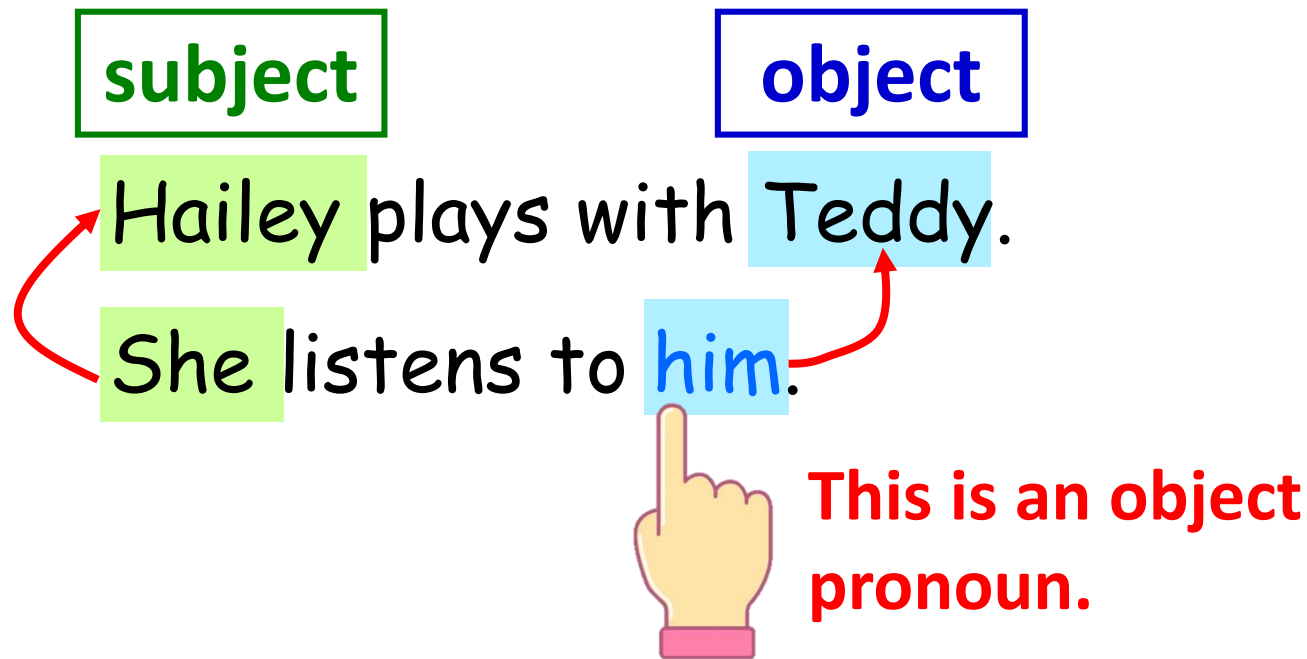 subject object
Hailey plays with Teddy.
She listens to him.
This is an object
pronoun.